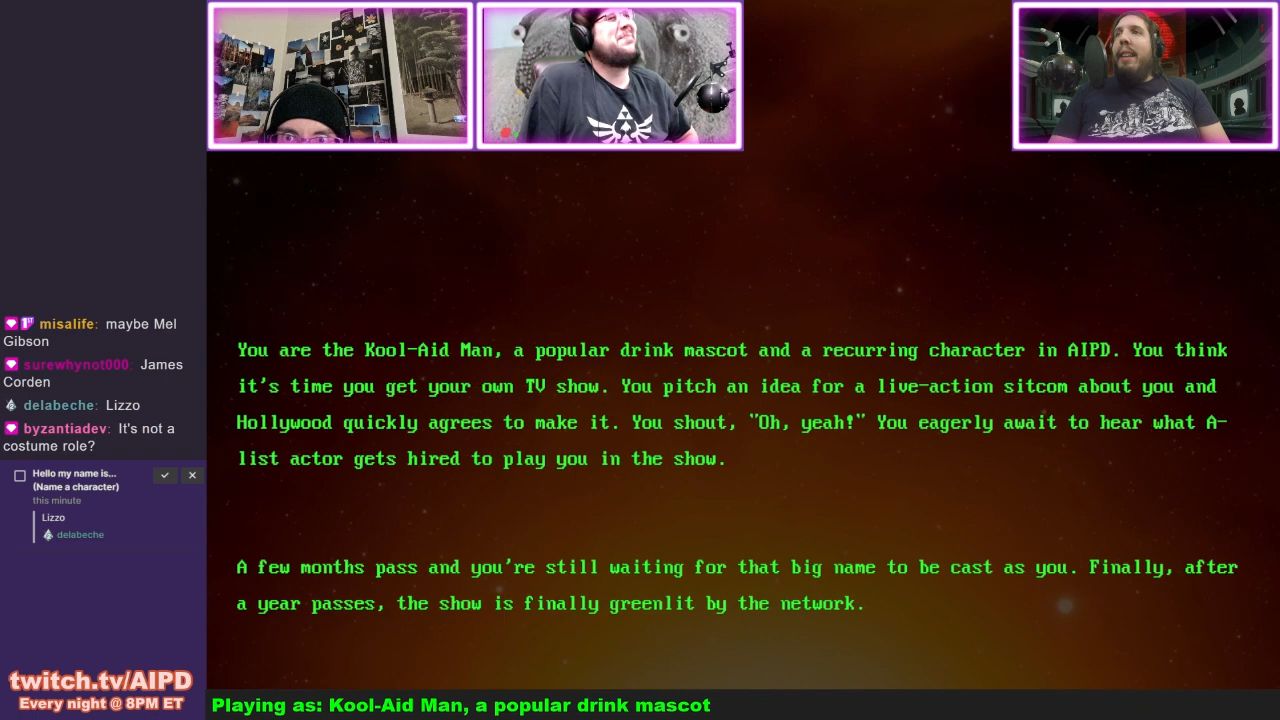 misalife: maybe Mel
Gibson
surewhynot000: James
Corden
delabeche: Lizzo
byzantiadev: It's not a
costume role?
Hello my name is...
(Name a character)
this minute
Lizzo
delabeche
twitch.tv/AIPD
Every night @ 8PM ET
You are the Kool-Aid Man, a popular drink mascot and a recurring character in AIPD. You think
it's time you get your own TV show. You pitch an idea for a live-action sitcom about you and
Hollywood quickly agrees to make it. You shout, "Oh, yeah!" You eagerly await to hear what A-
list actor gets hired to play you in the show.
A few months pass and you're still waiting for that big name to be cast as you. Finally, after
a year passes, the show is finally greenlit by the network.
Playing as: Kool-Aid Man, a popular drink mascot